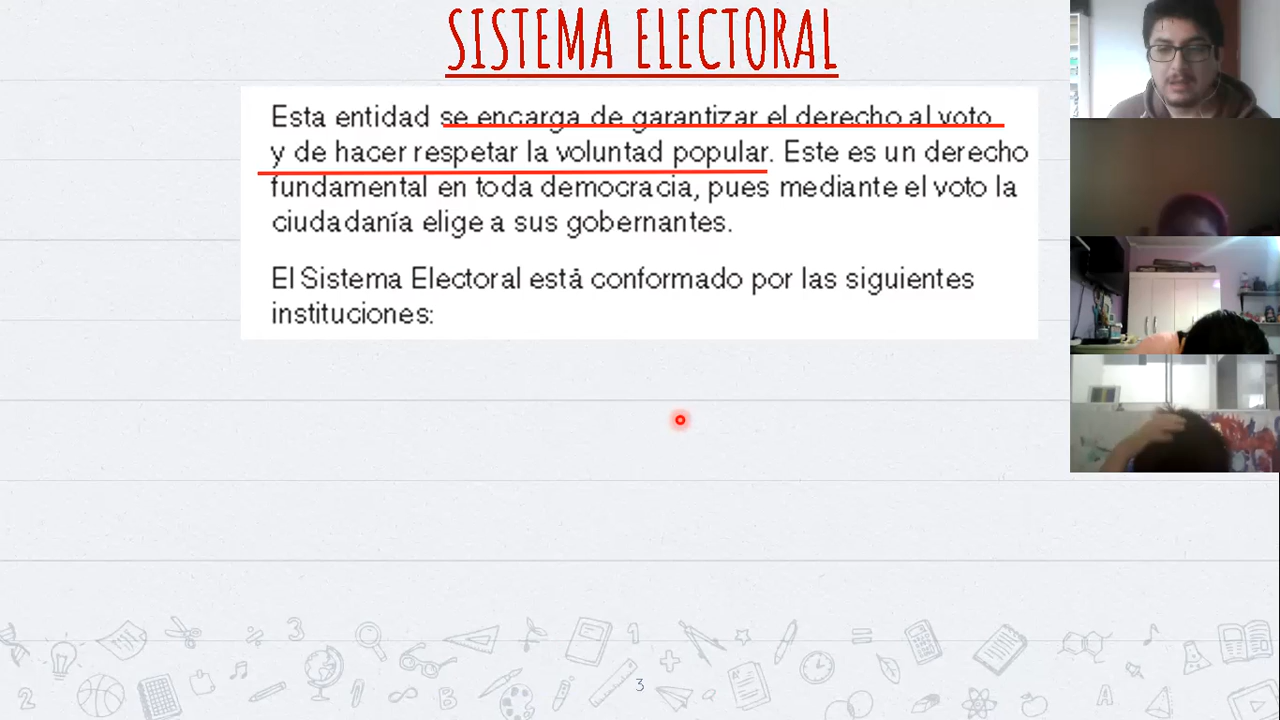 SISTEMA ELECTORAL
Esta entidad se encarga de garantizar el derecho al voto
y de hacer respetar la voluntad popular. Este es un derecho
fundamental en toda democracia, pues mediante el voto la
ciudadanía elige a sus gobernantes.
El Sistema Electoral está conformado por las siguientes
instituciones:
3